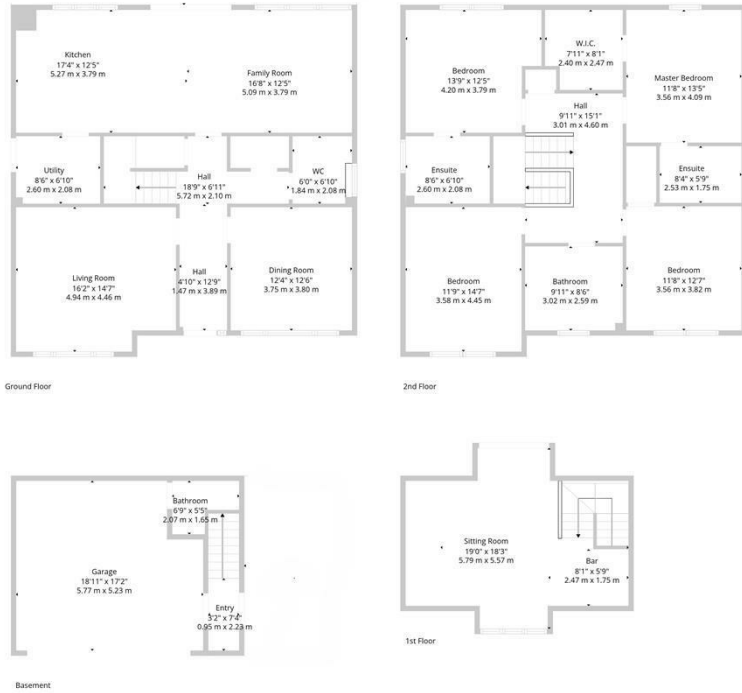 Kitchen
17'4" x 12'5"
5.27 m x 3.79 m
Family Room
16'8" x 12'5"
5.09 m x 3.79 m
Utility
8'6" x 6'10"
2.60 m x 2.08 m
Hall
18'9" x 6'11"
5.72 m x 2.10 m
WC
6'0" x 6'10"
1.84 m x 2.08 m
Living Room
16'2" x 14'7"
4.94 m x 4.46 m
Hall
4'10" x 12'9"
1.47 m x 3.89 m
Dining Room
12'4" x 12'6"
3.75 m x 3.80 m
Ground Floor
Bedroom
13'9" x 12'5"
4.20 m x 3.79 m
W.I.C.
7'11" x 8'1"
2.40 m x 2.47 m
Master Bedroom
11'8" x 13'5"
3.56 m x 4.09 m
Hall
9'11" x 15'1"
3.01 m x 4.60 m
Ensuite
8'6" x 6'10"
2.60 m x 2.08 m
Ensuite
8'4" x 5'9"
2.53 m x 1.75 m
Bedroom
11'9" x 14'7"
3.58 m x 4.45 m
Bathroom
9'11" x 8'6"
3.02 m x 2.59 m
Bedroom
11'8" x 12'7"
3.56 m x 3.82 m
2nd Floor
Bathroom
6'9" x 5'5"
2.07 m x 1.65 m
Garage
18'11" x 17'2"
5.77 m x 5.23 m
Entry
3'2" x 7'4"
0.95 m x 2.23 m
Basement
Sitting Room
19'0" x 18'3"
5.79 m x 5.57 m
Bar
8'1" x 5'9"
2.47 m x 1.75 m
1st Floor